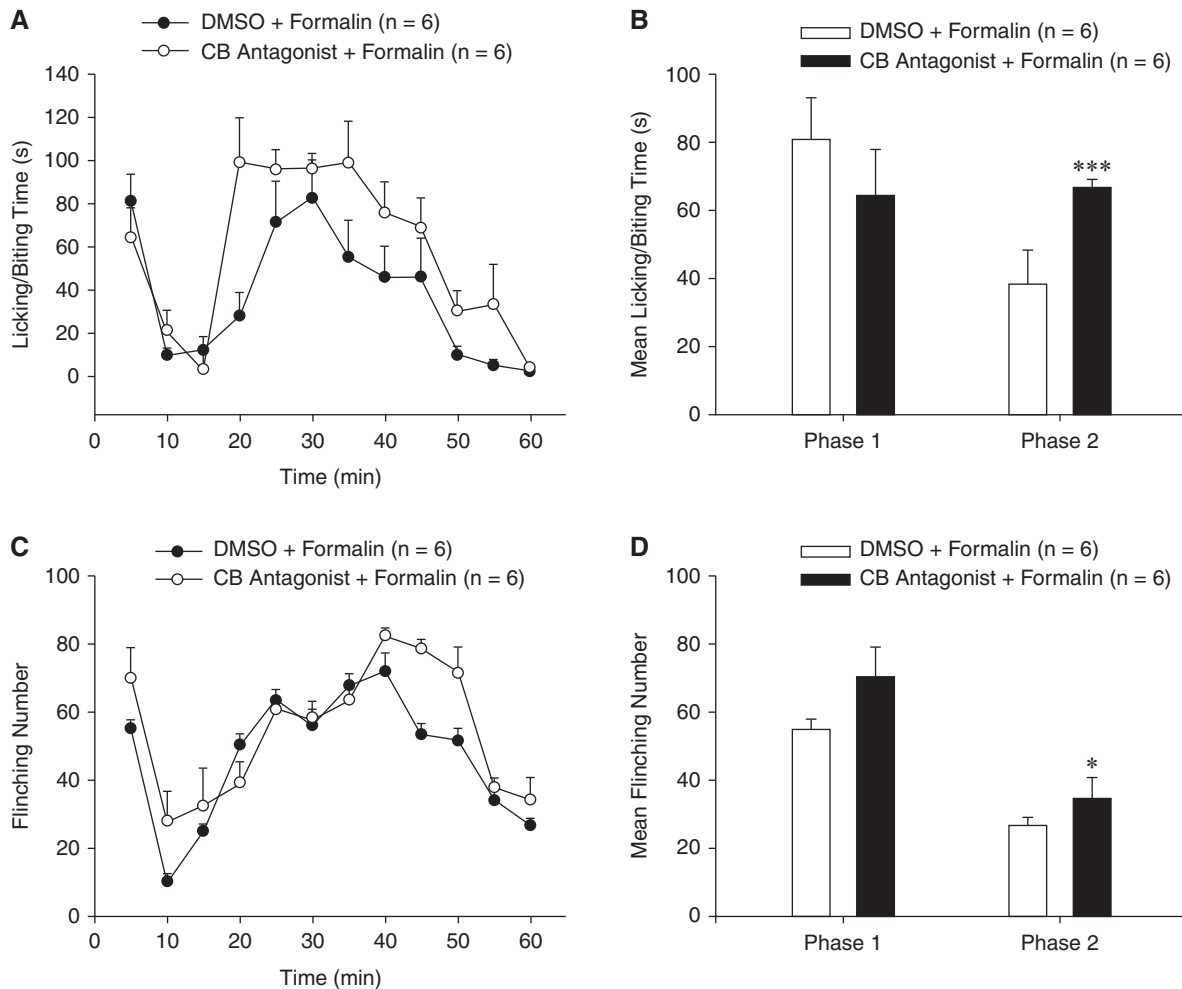 A
DMSO + Formalin (n = 6)
CB Antagonist + Formalin (n = 6)
140
120
100
80
60
40
20
0
Licking/Biting Time (s)
0 10 20 30 40 50 60
Time (min)
B
DMSO + Formalin (n = 6)
CB Antagonist + Formalin (n = 6)
100
80
60
40
20
0
Mean Licking/Biting Time (s)
***
Phase 1 Phase 2
C
DMSO + Formalin (n = 6)
CB Antagonist + Formalin (n = 6)
100
80
60
40
20
0
Flinching Number
0 10 20 30 40 50 60
Time (min)
D
DMSO + Formalin (n = 6)
CB Antagonist + Formalin (n = 6)
100
80
60
40
20
0
Mean Flinching Number
*
Phase 1 Phase 2